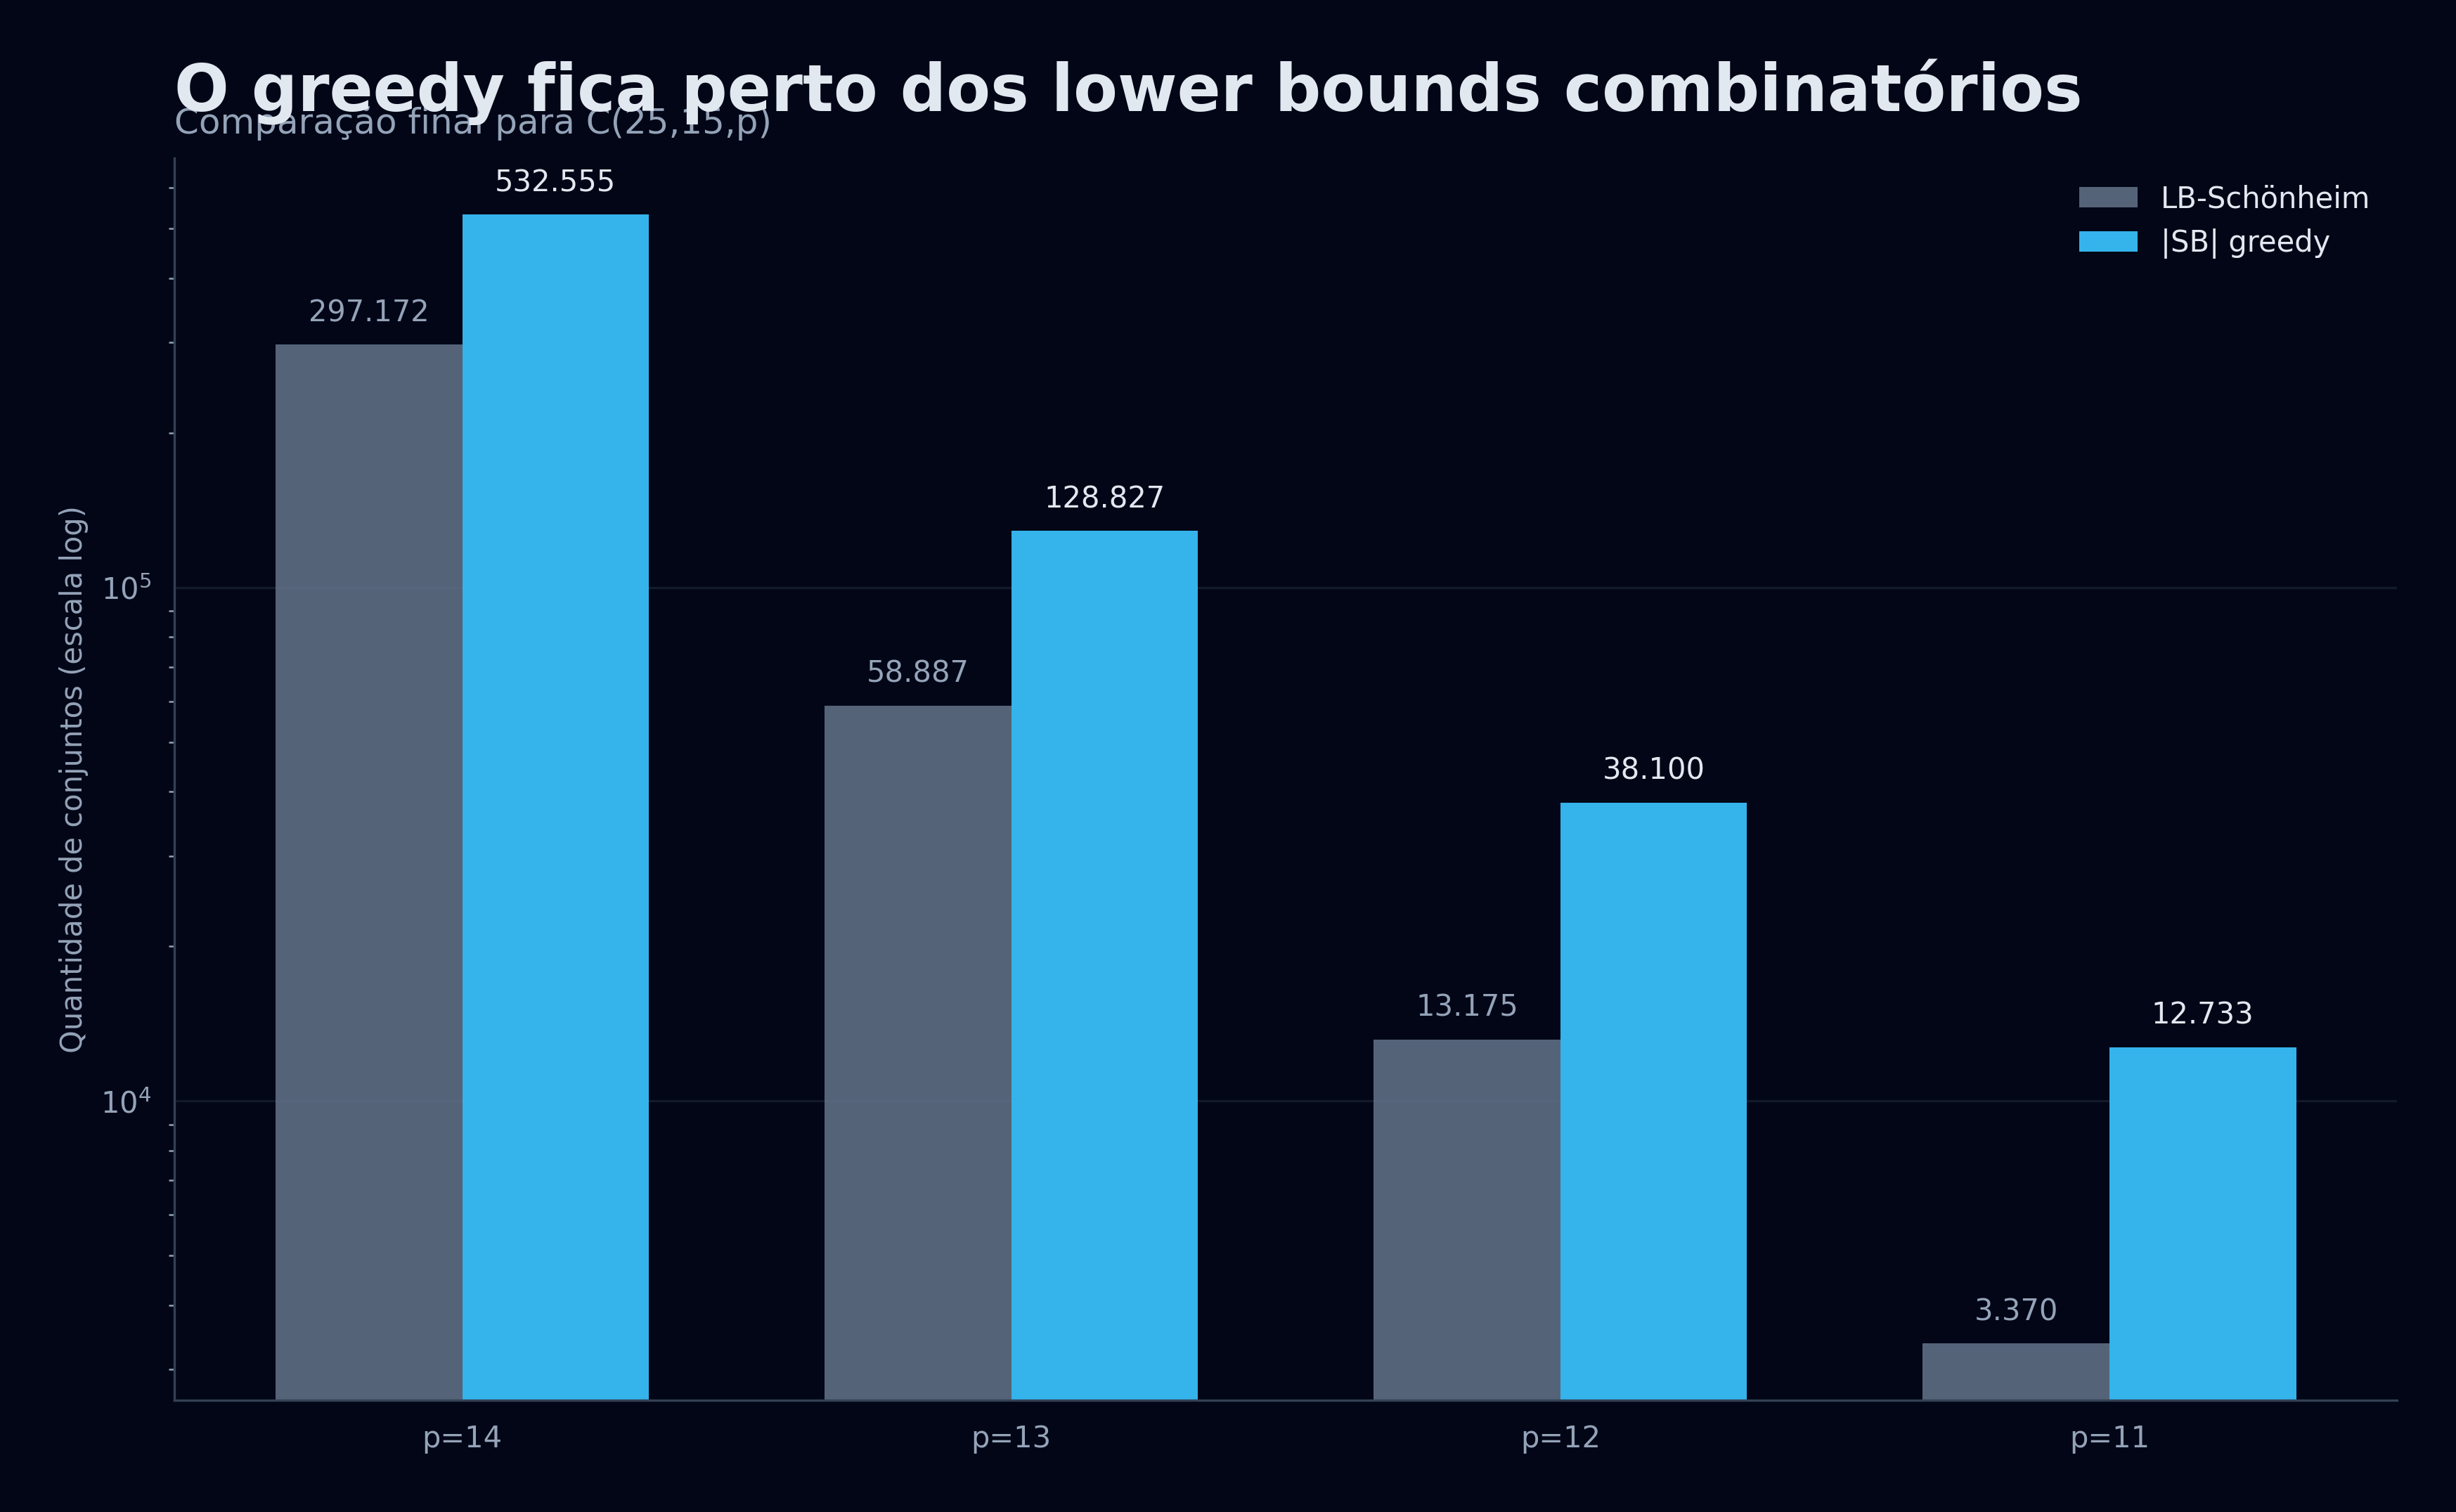 O greedy fica perto dos lower bounds combinatórios
Comparação final para C(25,15,p)
LB-Schönheim
|SB| greedy
Quantidade de conjuntos (escala log)
10⁵
10⁴
297.172
532.555
58.887
128.827
13.175
38.100
3.370
12.733
p=14
p=13
p=12
p=11